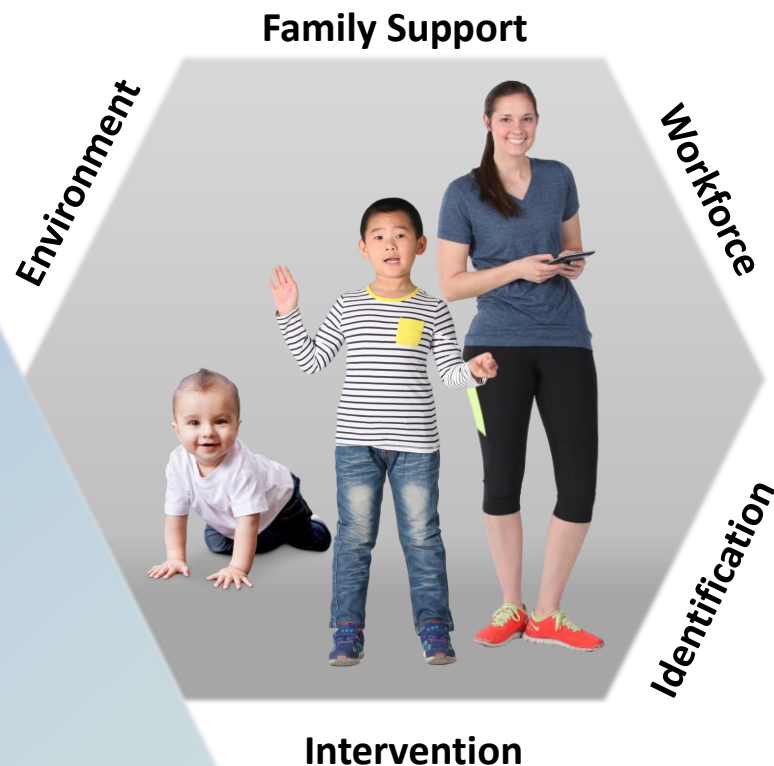 Family Support
Environment
Workforce
Identification
Intervention